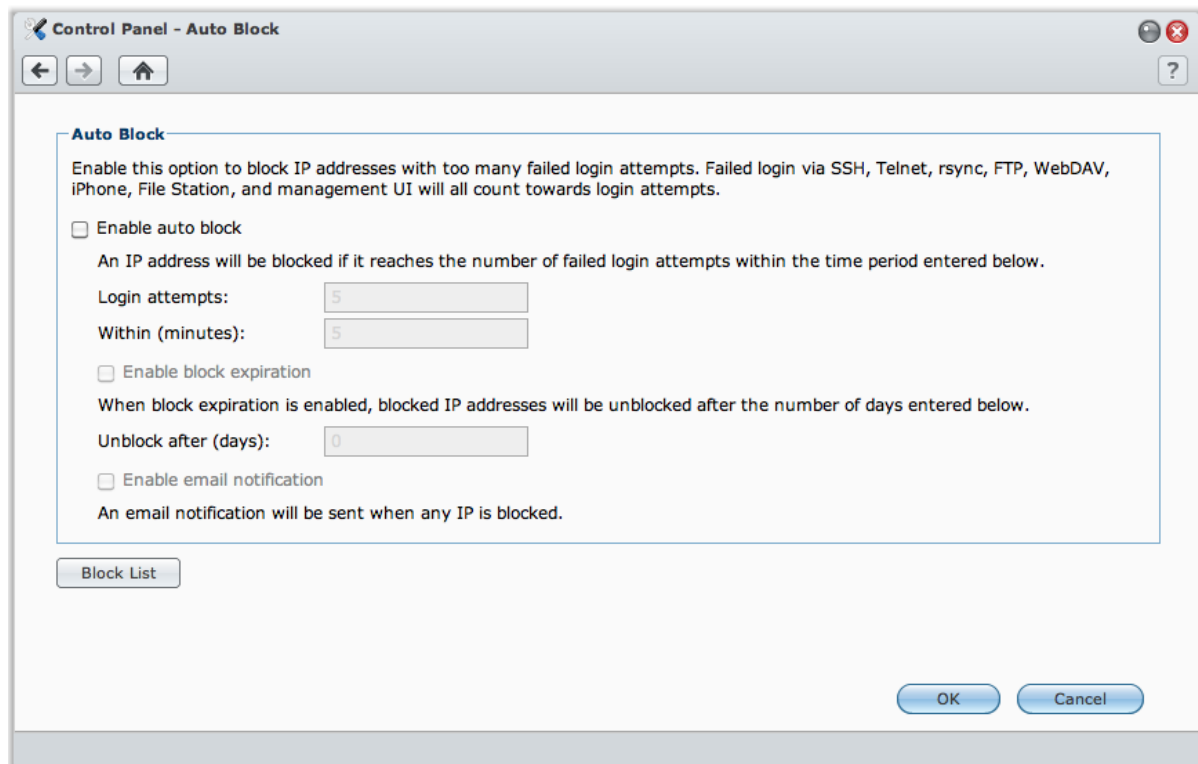 Control Panel - Auto Block
?
Auto Block
Enable this option to block IP addresses with too many failed login attempts. Failed login via SSH, Telnet, rsync, FTP, WebDAV,
iPhone, File Station, and management UI will all count towards login attempts.
Enable auto block
An IP address will be blocked if it reaches the number of failed login attempts within the time period entered below.
Login attempts: 5
Within (minutes): 5
Enable block expiration
When block expiration is enabled, blocked IP addresses will be unblocked after the number of days entered below.
Unblock after (days): 0
Enable email notification
An email notification will be sent when any IP is blocked.
Block List
OK Cancel